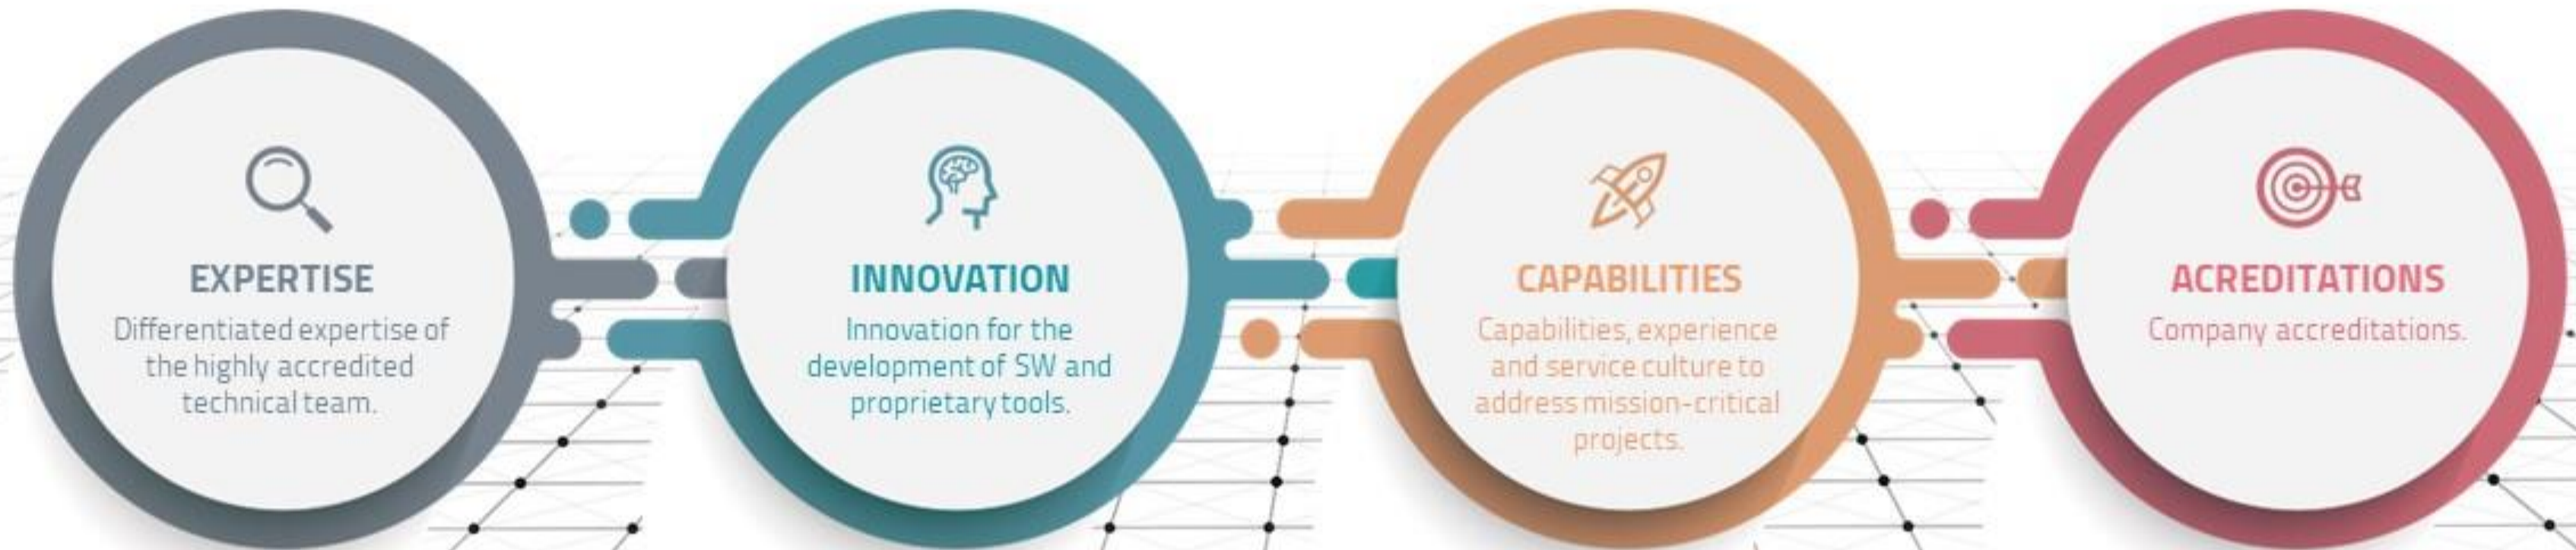 EXPERTISE
Differentiated expertise of
the highly accredited
technical team.
INNOVATION
Innovation for the
development of SW and
proprietary tools.
CAPABILITIES
Capabilities, experience
and service culture to
address mission-critical
projects.
ACREDITATIONS
Company accreditations.